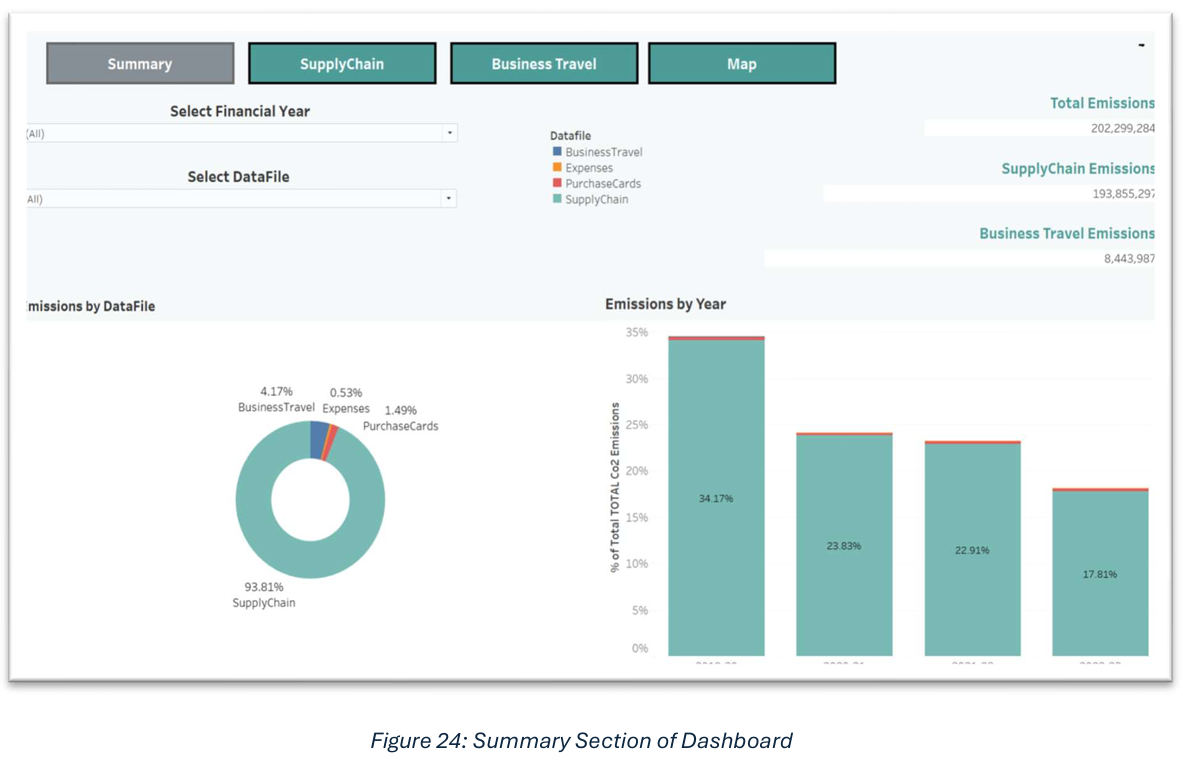 Summary
SupplyChain
Business Travel
Map
Select Financial Year
(All)
Select DataFile
All)
Datafile
BusinessTravel
Expenses
PurchaseCards
SupplyChain
Total Emissions
202,299,284
SupplyChain Emissions
193,855,297
Business Travel Emissions
8,443,987
missions by DataFile
4.17%
BusinessTravel
0.53%
Expenses
1.49%
PurchaseCards
93.81%
SupplyChain
Emissions by Year
% of Total TOTAL Co2 Emissions
35%
30%
25%
20%
15%
10%
5%
0%
34.17%
23.83%
22.91%
17.81%
Figure 24: Summary Section of Dashboard